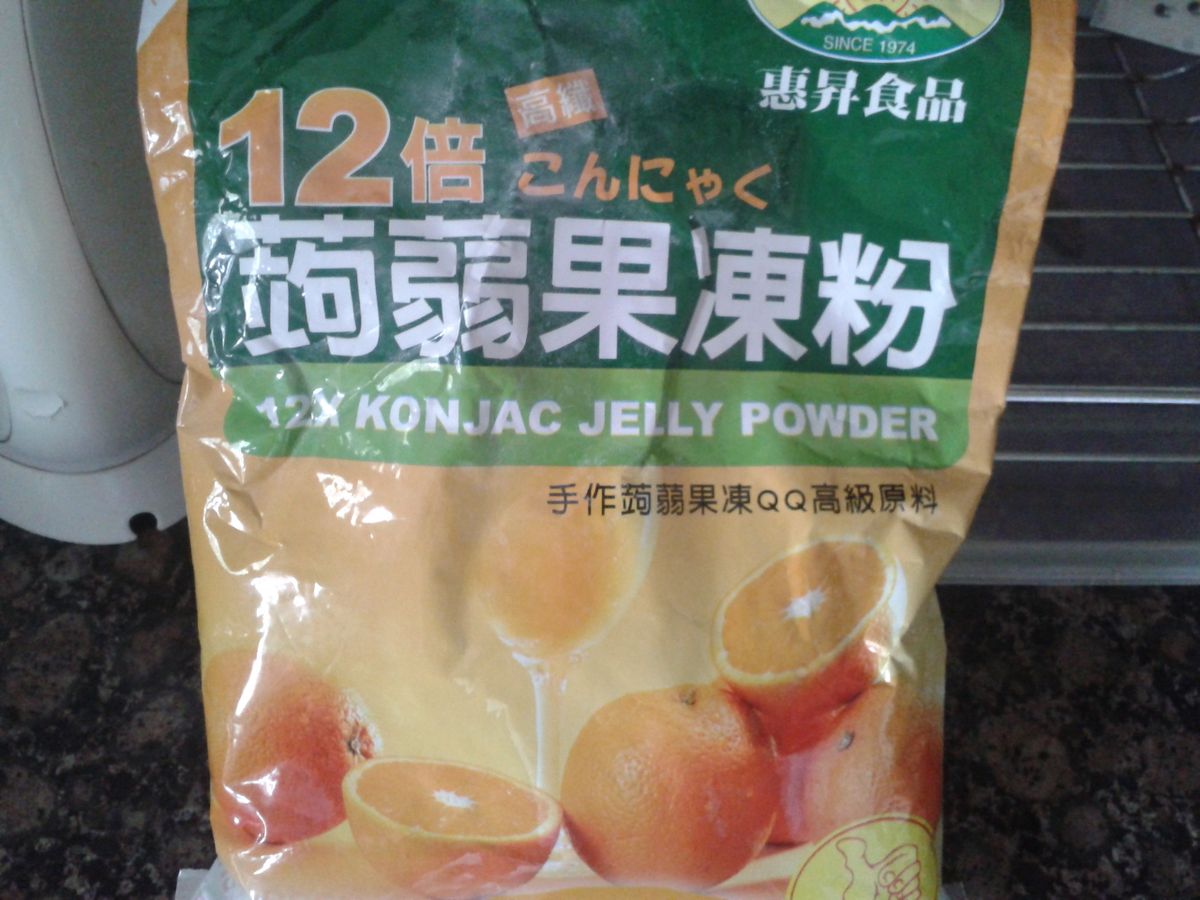 SINCE 1974
惠昇食品
高纖
12倍 こんにゃく
蒟蒻果凍粉
12X KONJAC JELLY POWDER
手作蒟蒻果凍QQ高級原料